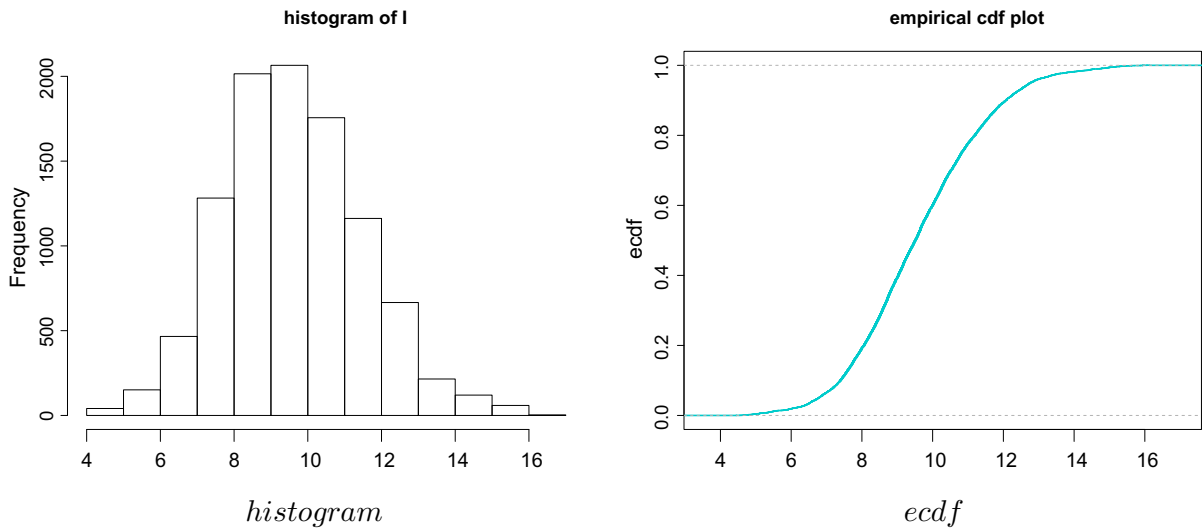 histogram of I
Frequency
2000
1500
1000
500
0
4 6 8 10 12 14 16
histogram
empirical cdf plot
ecdf
1.0
0.8
0.6
0.4
0.2
0.0
4 6 8 10 12 14 16
ecdf